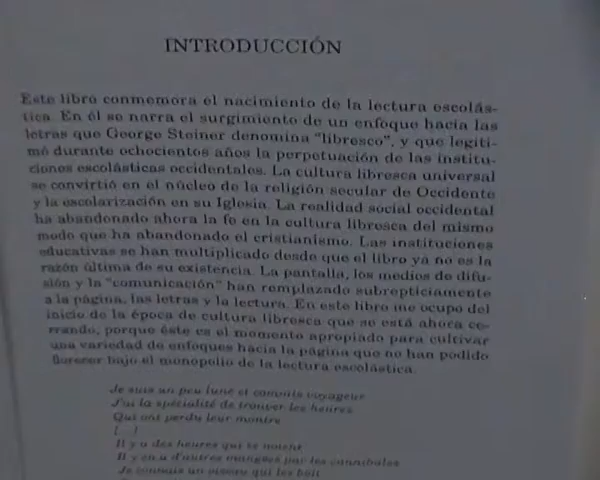 INTRODUCCIÓN
Este libro conmemora el nacimiento de la lectura escolás-
tica. En él se narra el surgimiento de un enfoque hacia las
letras que George Steiner denomina "libresco", y que legiti-
mó durante ochocientos años la perpetuación de las institu-
ciones escolásticas occidentales. La cultura libresca universal
se convirtió en el núcleo de la religión secular de Occidente
y la escolarización en su Iglesia. La realidad social occidental
ha abandonado ahora la fe en la cultura libresca del mismo
modo que ha abandonado el cristianismo. Las instituciones
educativas se han multiplicado desde que el libro ya no es la
razón última de su existencia. La pantalla, los medios de difu-
sión y la "comunicación" han remplazado subrepticiamente
a la página, las letras y la lectura. En este libro me ocupo del
inicio de la época de cultura libresca que se está ahora ce-
rrando, porque éste es el momento apropiado para cultivar
una variedad de enfoques hacia la página que no han podido
florecer bajo el monopolio de la lectura escolástica.
Je suis un peu lune et commis voyageur
J'ai la spécialité de trouver les heures
Qui ont perdu leur montre
[...]
Il y a des heures qui se noient
Il y en a d'autres mangées par les cannibales
Je connais un oiseau qui les boit